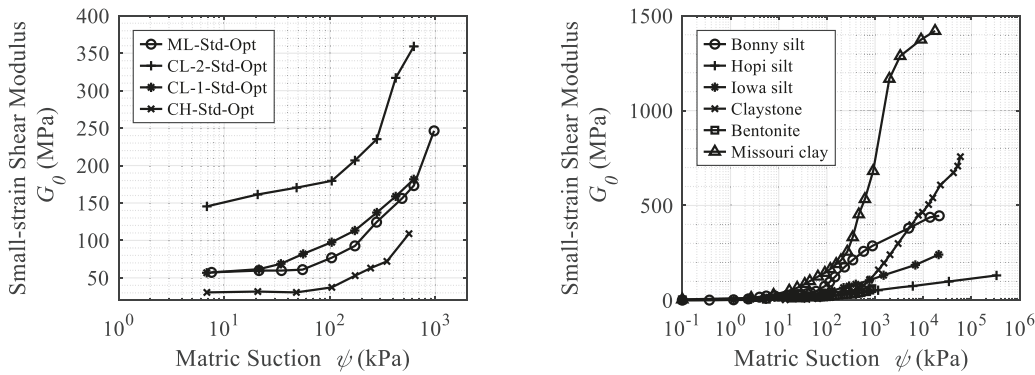 400
350
300
250
200
150
100
50
Small-strain Shear Modulus
G_0 (MPa)
ML-Std-Opt
CL-2-Std-Opt
CL-1-Std-Opt
CH-Std-Opt
10^0 10^1 10^2 10^3
Matric Suction ψ (kPa)
1500
1000
500
0
Small-strain Shear Modulus
G_0 (MPa)
Bonny silt
Hopi silt
Iowa silt
Claystone
Bentonite
Missouri clay
10^-1 10^0 10^1 10^2 10^3 10^4 10^5 10^6
Matric Suction ψ (kPa)